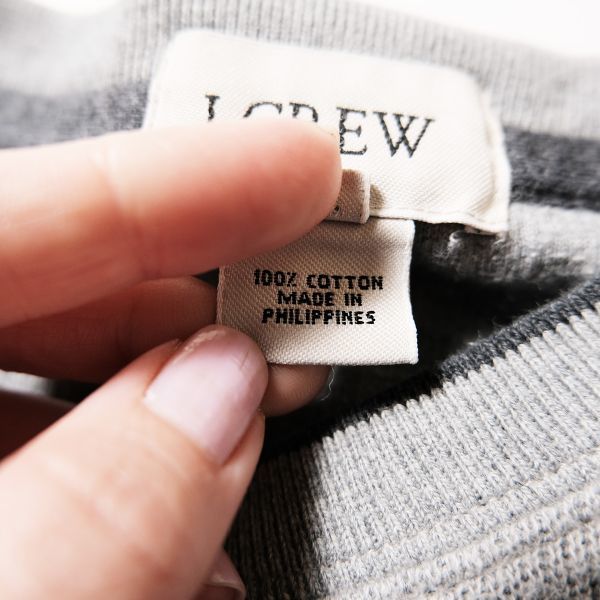 J.CREW
100% COTTON
MADE IN
PHILIPPINES